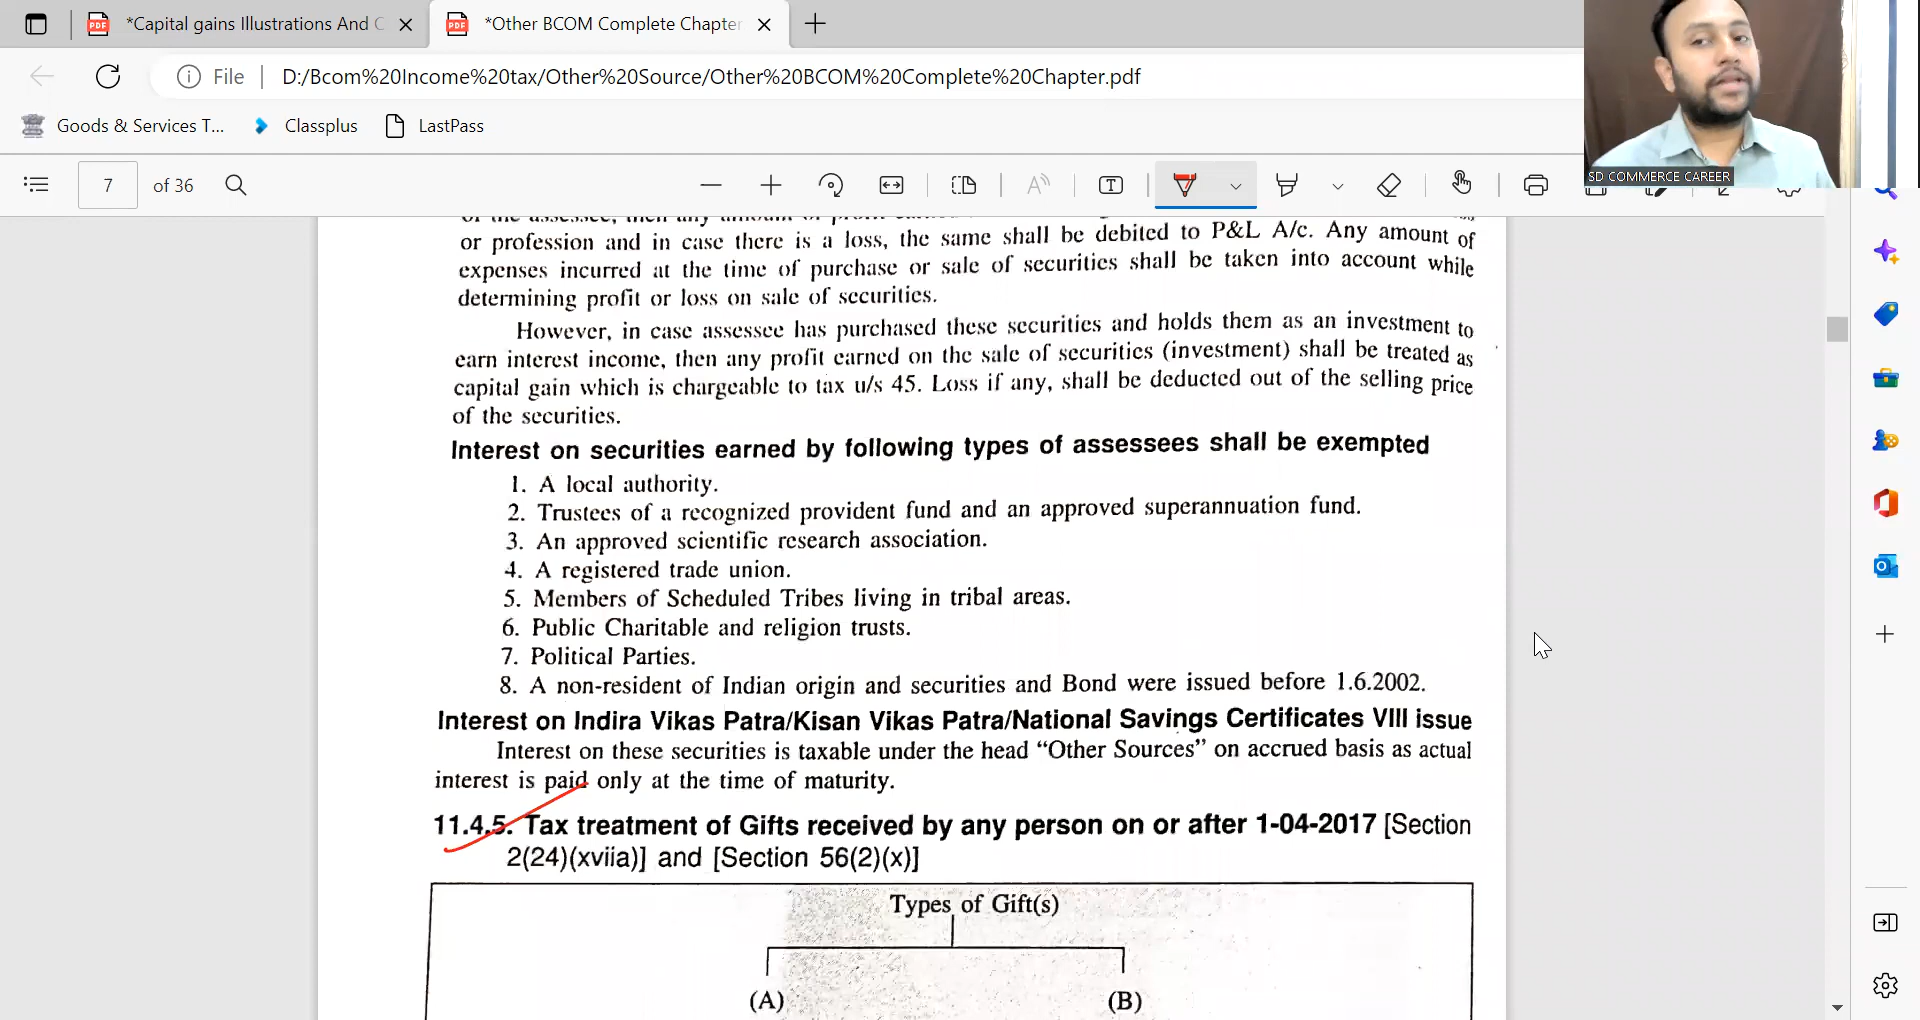 *Capital gains Illustrations And C
*Other BCOM Complete Chapter
File
D:/Bcom%20Income%20tax/Other%20Source/Other%20BCOM%20Complete%20Chapter.pdf
Goods & Services T...
Classplus
LastPass
7 of 36
SD COMMERCE CAREER
of the assessee, then any amount of profit
or profession and in case there is a loss, the same shall be debited to P&L A/c. Any amount of
expenses incurred at the time of purchase or sale of securities shall be taken into account while
determining profit or loss on sale of securities.
However, in case assessee has purchased these securities and holds them as an investment to
earn interest income, then any profit earned on the sale of securities (investment) shall be treated as
capital gain which is chargeable to tax u/s 45. Loss if any, shall be deducted out of the selling price
of the securities.
Interest on securities earned by following types of assessees shall be exempted
1. A local authority.
2. Trustees of a recognized provident fund and an approved superannuation fund.
3. An approved scientific research association.
4. A registered trade union.
5. Members of Scheduled Tribes living in tribal areas.
6. Public Charitable and religion trusts.
7. Political Parties.
8. A non-resident of Indian origin and securities and Bond were issued before 1.6.2002.
Interest on Indira Vikas Patra/Kisan Vikas Patra/National Savings Certificates VIII issue
Interest on these securities is taxable under the head “Other Sources” on accrued basis as actual
interest is paid only at the time of maturity.
11.4.5. Tax treatment of Gifts received by any person on or after 1-04-2017 [Section
2(24)(xviia)] and [Section 56(2)(x)]
Types of Gift(s)
(A) (B)